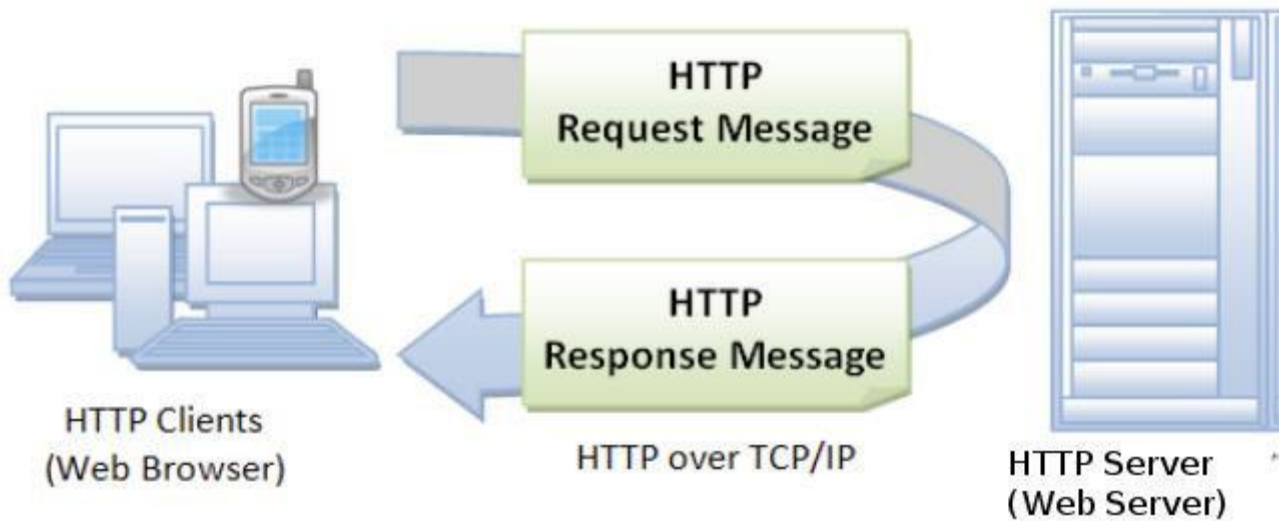 HTTP
Request Message
HTTP
Response Message
HTTP Clients
(Web Browser)
HTTP over TCP/IP
HTTP Server
(Web Server)